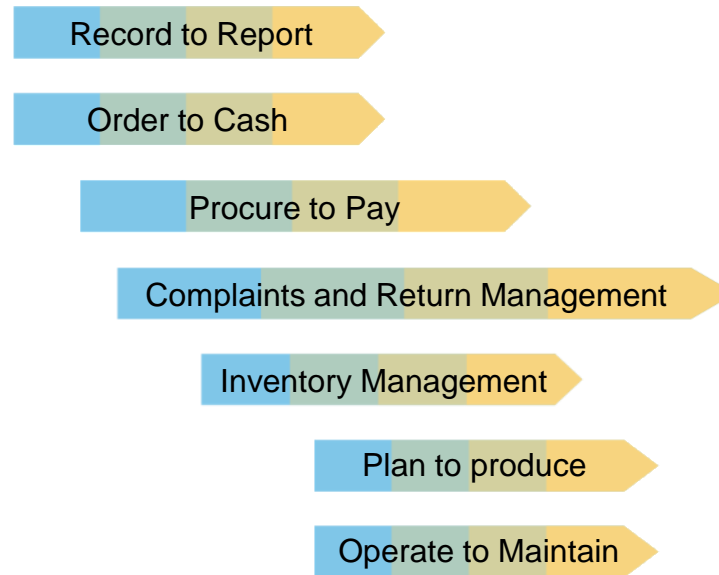 Record to Report
Order to Cash
Procure to Pay
Complaints and Return Management
Inventory Management
Plan to produce
Operate to Maintain